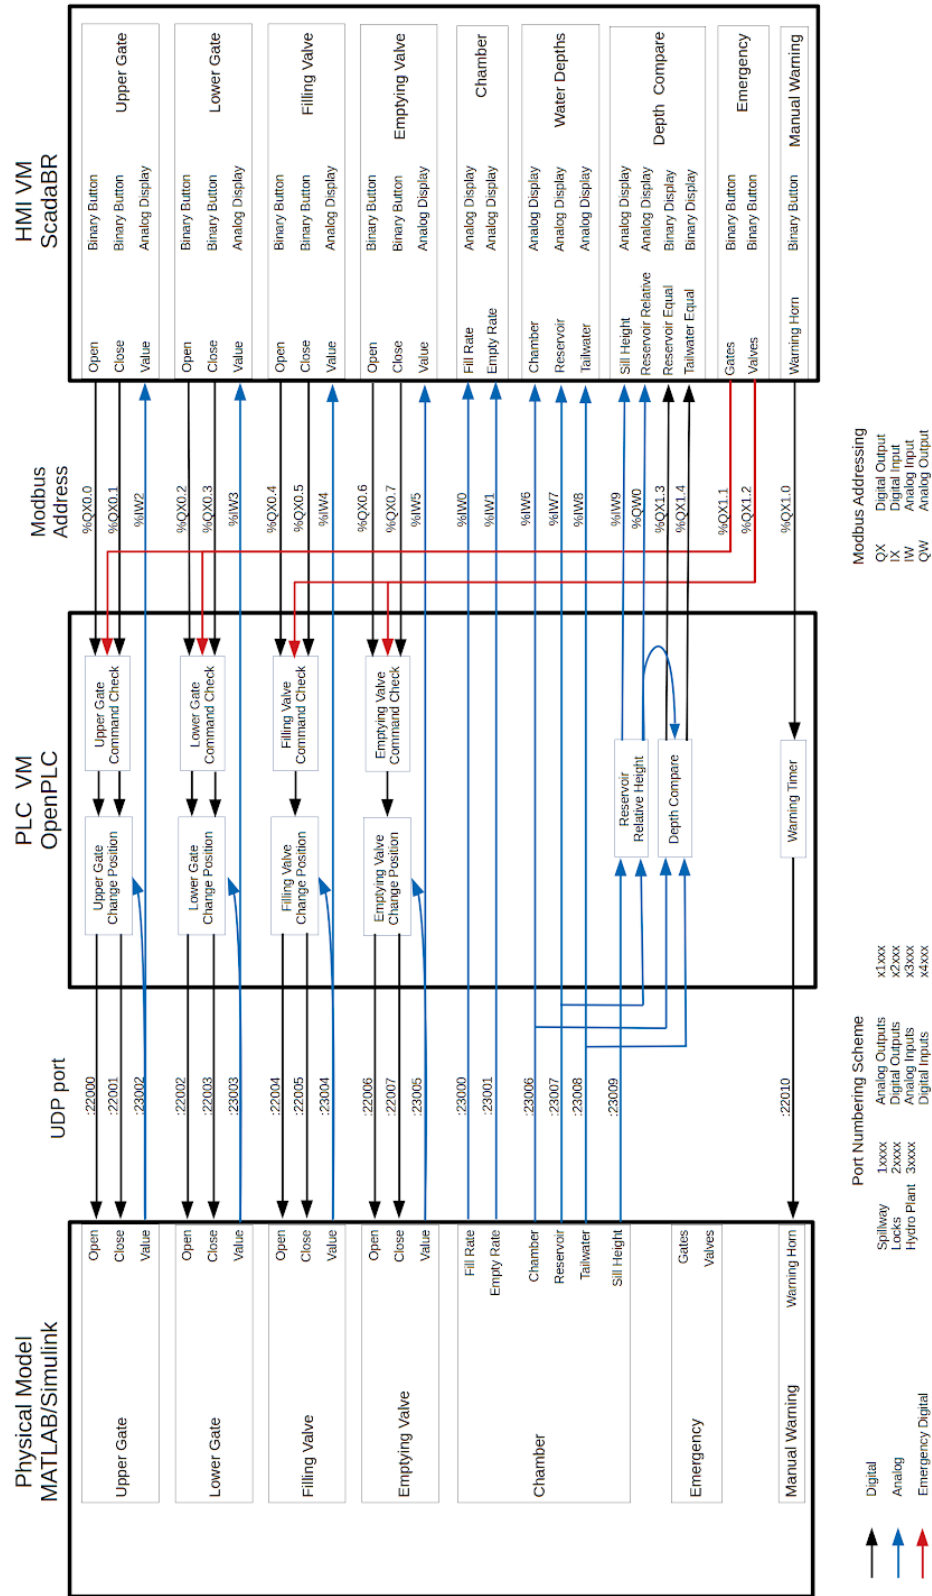 Physical Model
MATLAB/Simulink
UDP port
PLC VM
OpenPLC
Modbus
Address
HMI VM
ScadaBR
Upper Gate
Open
Close
Value
:22000
:22001
:23002
Upper Gate
Change Position
Upper Gate
Command Check
%QX0.0
%QX0.1
%IW2
Open Binary Button
Close Binary Button
Value Analog Display
Upper Gate
Lower Gate
Open
Close
Value
:22002
:22003
:23003
Lower Gate
Change Position
Lower Gate
Command Check
%QX0.2
%QX0.3
%IW3
Open Binary Button
Close Binary Button
Value Analog Display
Lower Gate
Filling Valve
Open
Close
Value
:22004
:22005
:23004
Filling Valve
Change Position
Filling Valve
Command Check
%QX0.4
%QX0.5
%IW4
Open Binary Button
Close Binary Button
Value Analog Display
Filling Valve
Emptying Valve
Open
Close
Value
:22006
:22007
:23005
Emptying Valve
Change Position
Emptying Valve
Command Check
%QX0.6
%QX0.7
%IW5
Open Binary Button
Close Binary Button
Value Analog Display
Emptying Valve
Chamber
Fill Rate
Empty Rate
Chamber
Reservoir
Tailwater
Sill Height
:23000
:23001
:23006
:23007
:23008
:23009
Reservoir
Relative Height
Depth Compare
%IW0
%IW1
%IW6
%IW7
%IW8
%IW9
%QW0
%QX1.3
%QX1.4
Fill Rate Analog Display
Empty Rate Analog Display
Chamber
Chamber Analog Display
Reservoir Analog Display
Tailwater Analog Display
Water Depths
Sill Height Analog Display
Reservoir Relative Analog Display
Reservoir Equal Binary Display
Tailwater Equal Binary Display
Depth Compare
Emergency
Gates
Valves
%QX1.1
%QX1.2
Gates Binary Button
Valves Binary Button
Emergency
Manual Warning
Warning Horn
:22010
Warning Timer
%QX1.0
Warning Horn Binary Button
Manual Warning
Digital
Analog
Emergency Digital
Port Numbering Scheme
Spillway 1xxxx Analog Outputs x1xxx
Locks 2xxxx Digital Outputs x2xxx
Hydro Plant 3xxxx Analog Inputs x3xxx
Digital Inputs x4xxx
Modbus Addressing
QX Digital Output
IX Digital Input
IW Analog Input
QW Analog Output